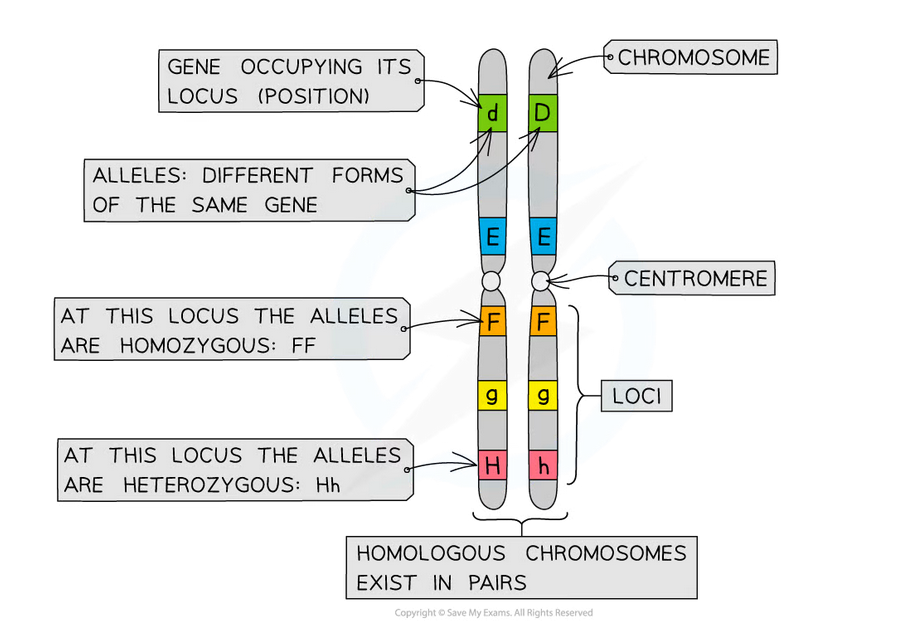 GENE OCCUPYING ITS
LOCUS (POSITION)
CHROMOSOME
d D
ALLELES: DIFFERENT FORMS
OF THE SAME GENE
E E
CENTROMERE
AT THIS LOCUS THE ALLELES
ARE HOMOZYGOUS: FF
F F
g g
LOCI
AT THIS LOCUS THE ALLELES
ARE HETEROZYGOUS: Hh
H h
HOMOLOGOUS CHROMOSOMES
EXIST IN PAIRS
Copyright © Save My Exams. All Rights Reserved